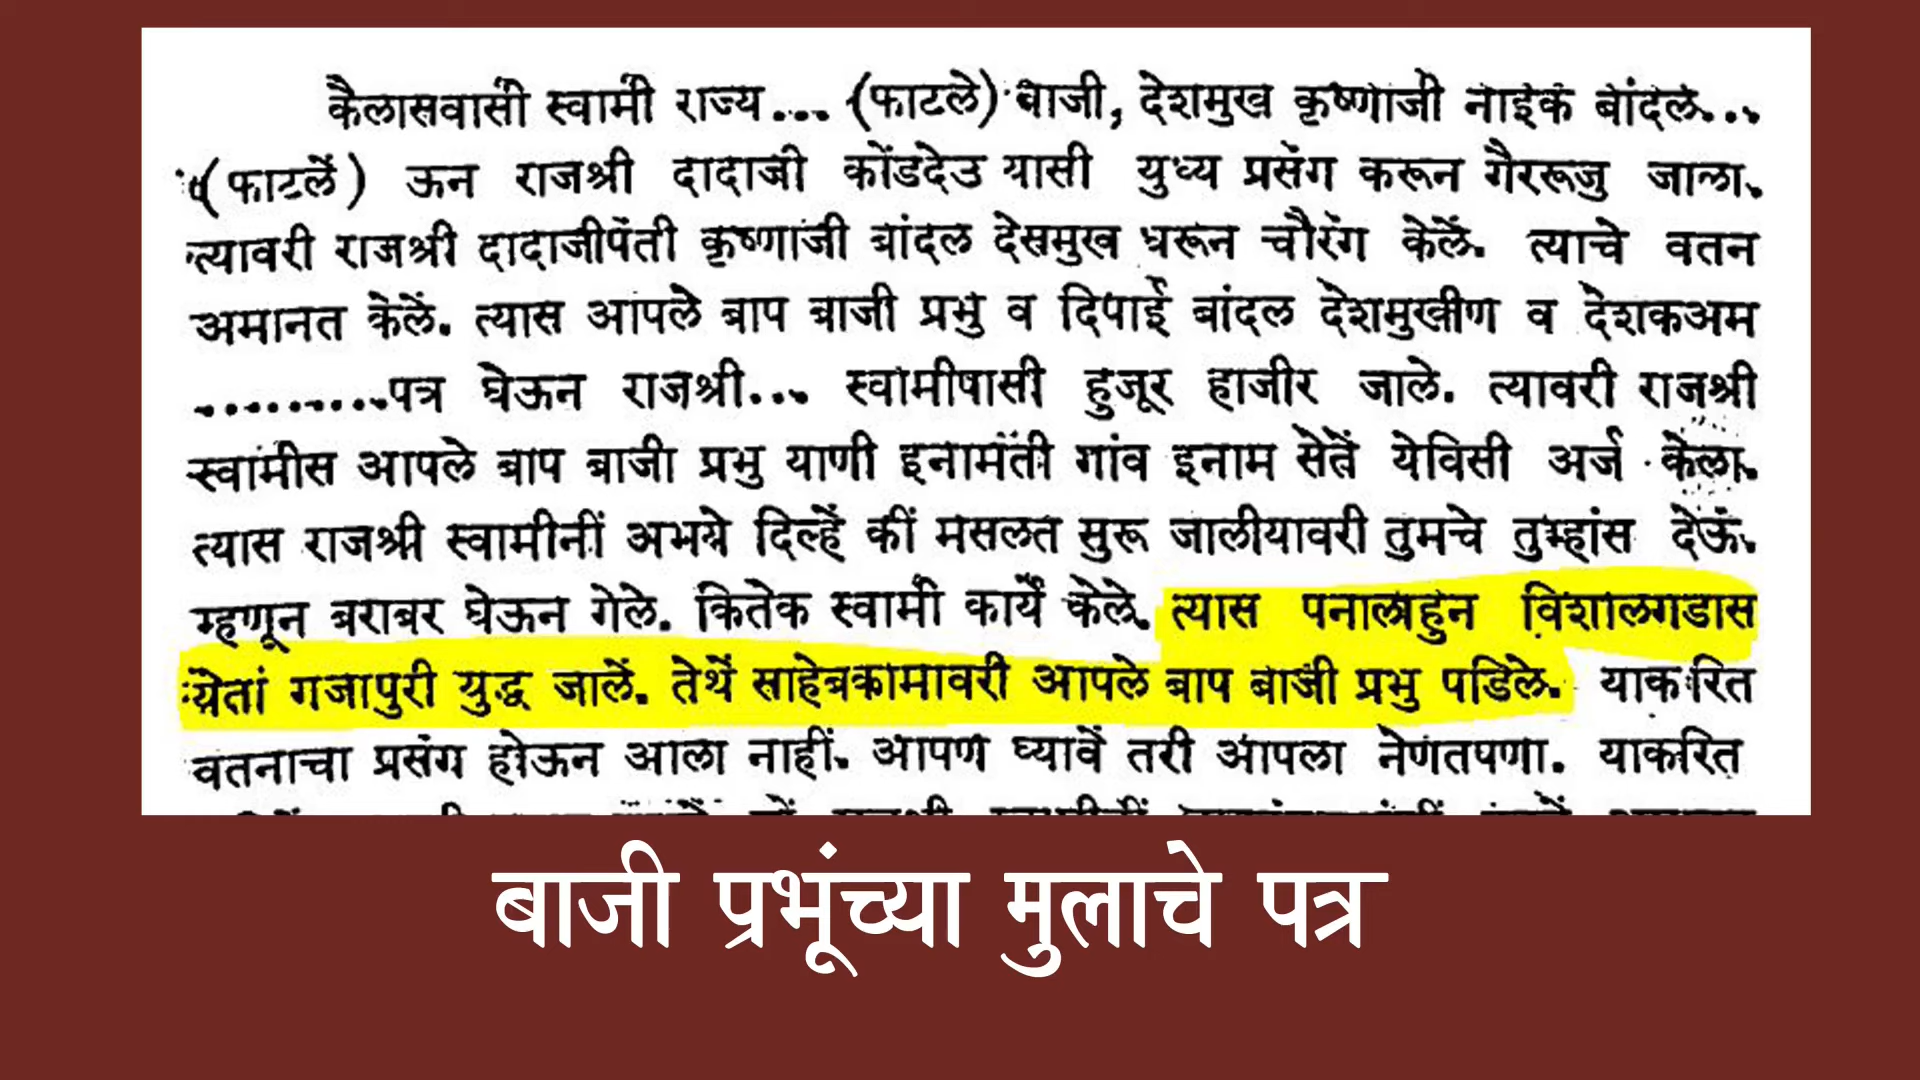 कैलासवासी स्वामी राज्य... (फाटले) बाजी, देशमुख कृष्णाजी नाईक बांदल...
(फाटलें) ऊन राजश्री दादाजी कोंडदेउ यासी युध्य प्रसंग करून गैररूजु जाला.
त्यावरी राजश्री दादाजीपंती कृष्णाजी बांदल देसमुख धरून चौरंग केलें. त्याचे वतन
अमानत केलें. त्यास आपले बाप बाजी प्रभु व दिपाई बांदल देशमुखीण व देशकअम
..........पत्र घेऊन राजश्री... स्वामीपासी हुजूर हाजीर जाले. त्यावरी राजश्री
स्वामीस आपले बाप बाजी प्रभु याणी इनामती गांव इनाम सेतें येविसी अर्ज केला.
त्यास राजश्री स्वामीनीं अभये दिल्हें कीं मसलत सुरू जालीयावरी तुमचे तुम्हांस देऊं.
म्हणून बराबर घेऊन गेले. कितेक स्वामी कार्ये केले. त्यास पनालाहुन विशालगडास
येतां गजापुरी युद्ध जालें. तेथें साहेबकामावरी आपले बाप बाजी प्रभु पडिले. याकरित
वतनाचा प्रसंग होऊन आला नाहीं. आपण घ्यावें तरी आपला नेणतपणा. याकरित
बाजी प्रभूंच्या मुलाचे पत्र